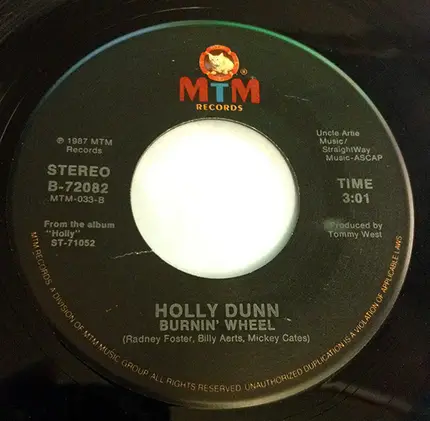 MTM
®
RECORDS
℗ 1987 MTM
Records
STEREO
B-72082
MTM-033-B
From the album
"Holly"
ST-71052
Uncle Artie
Music/
StraightWay
Music-ASCAP
TIME
3:01
Produced by
Tommy West
HOLLY DUNN
BURNIN' WHEEL
(Radney Foster, Billy Aerts, Mickey Cates)
MTM RECORDS, A DIVISION OF MTM MUSIC GROUP. ALL RIGHTS RESERVED. UNAUTHORIZED DUPLICATION IS A VIOLATION OF APPLICABLE LAWS.